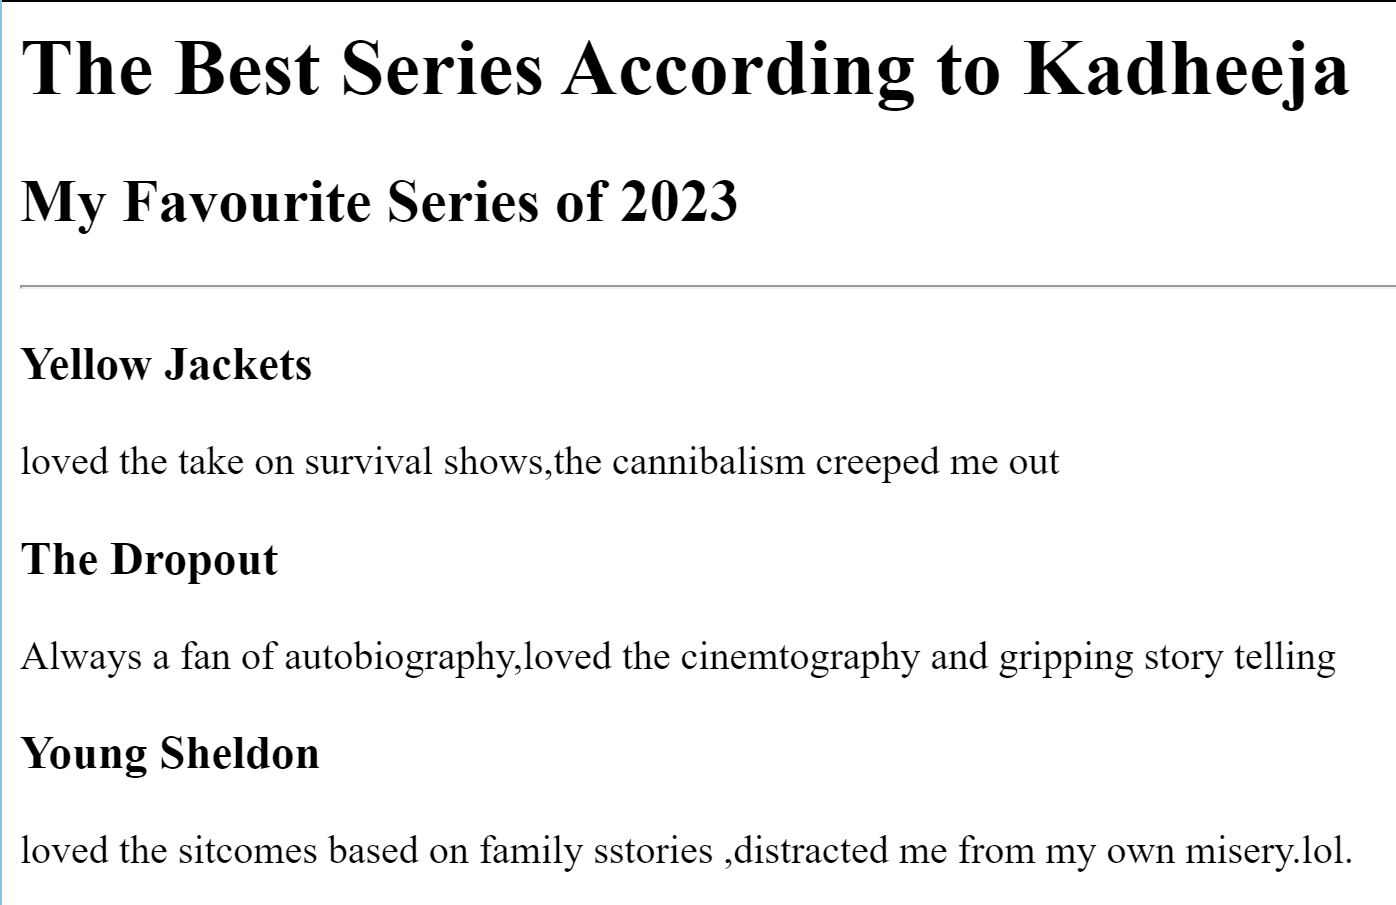 The Best Series According to Kadheeja
My Favourite Series of 2023
Yellow Jackets
loved the take on survival shows,the cannibalism creeped me out
The Dropout
Always a fan of autobiography,loved the cinemtography and gripping story telling
Young Sheldon
loved the sitcomes based on family sstories ,distracted me from my own misery.lol.